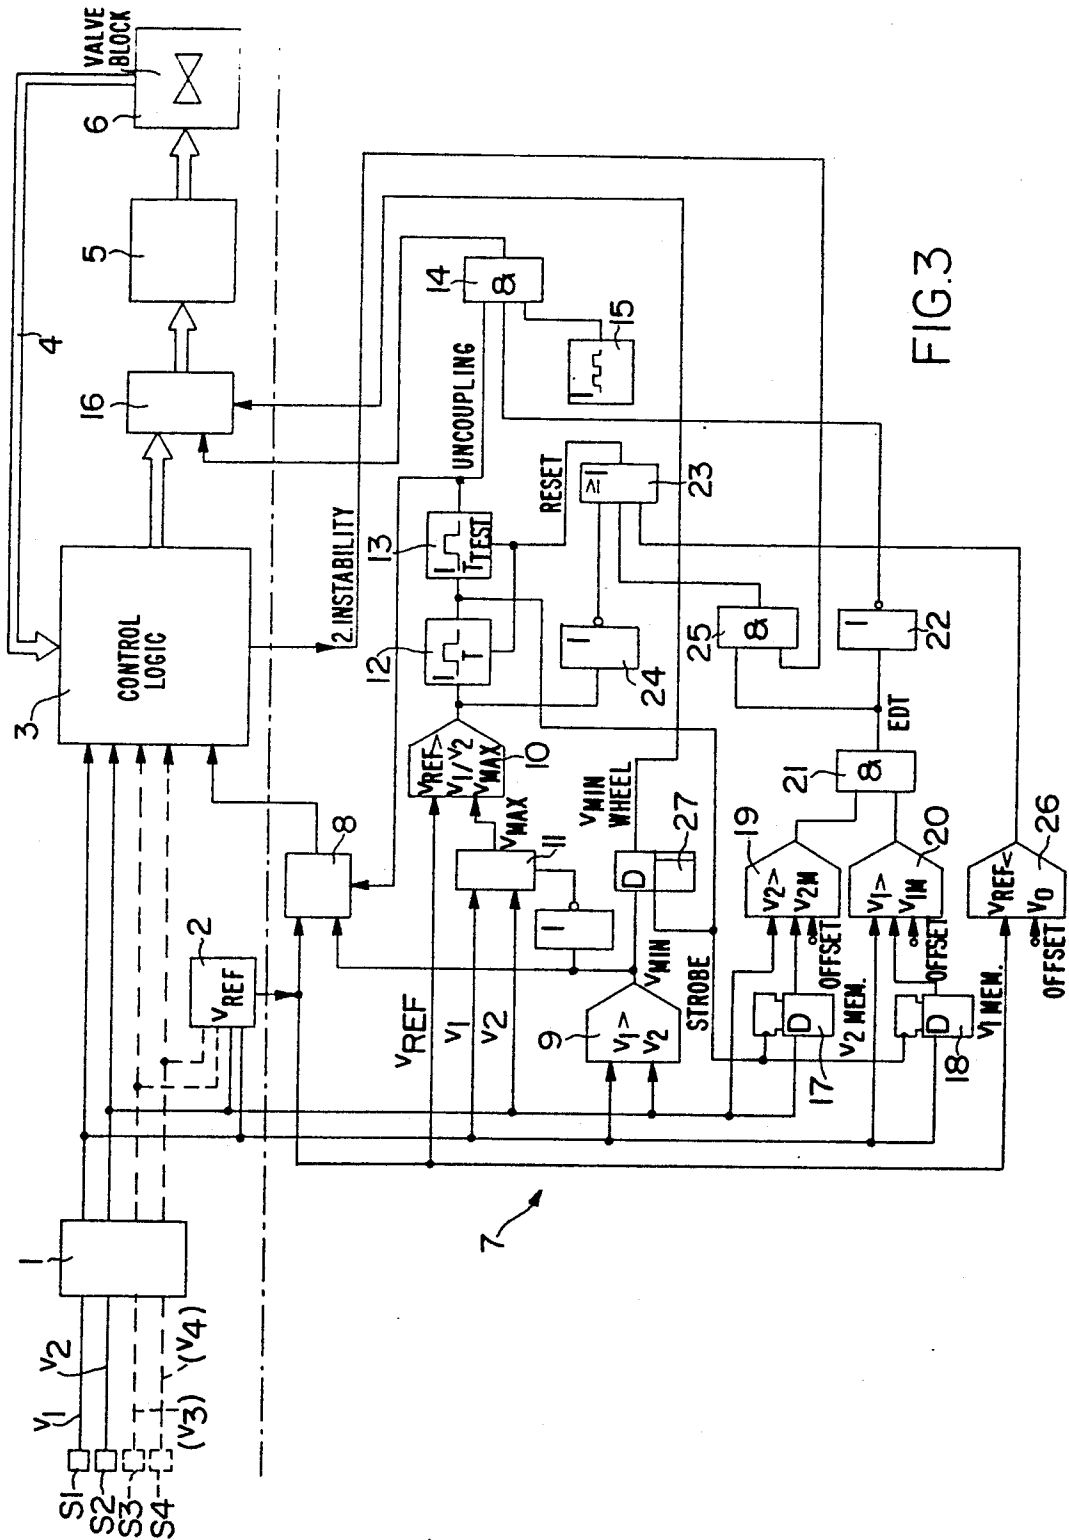 S1
S2
S3
S4
V1
V2
(V3)
(V4)
1
2
VREF
3
CONTROL
LOGIC
4
16
5
6
VALVE
BLOCK
2.INSTABILITY
7
8
VREF
V1
V2
VREF>
V1/V2
VMAX
10
VMAX
11
1
12
1
T
13
1
TTEST
UNCOUPLING
14
&
15
1
RESET
≥1
23
1
24
9
V1>
V2
VMIN
STROBE
D
27
VMIN
WHEEL
D
17
V2 MEM.
D
18
V1 MEM.
19
V2>
V2M
OFFSET
20
V1>
V1M
OFFSET
21
&
EDT
25
&
1
22
VREF<
V0
26
OFFSET
FIG.3